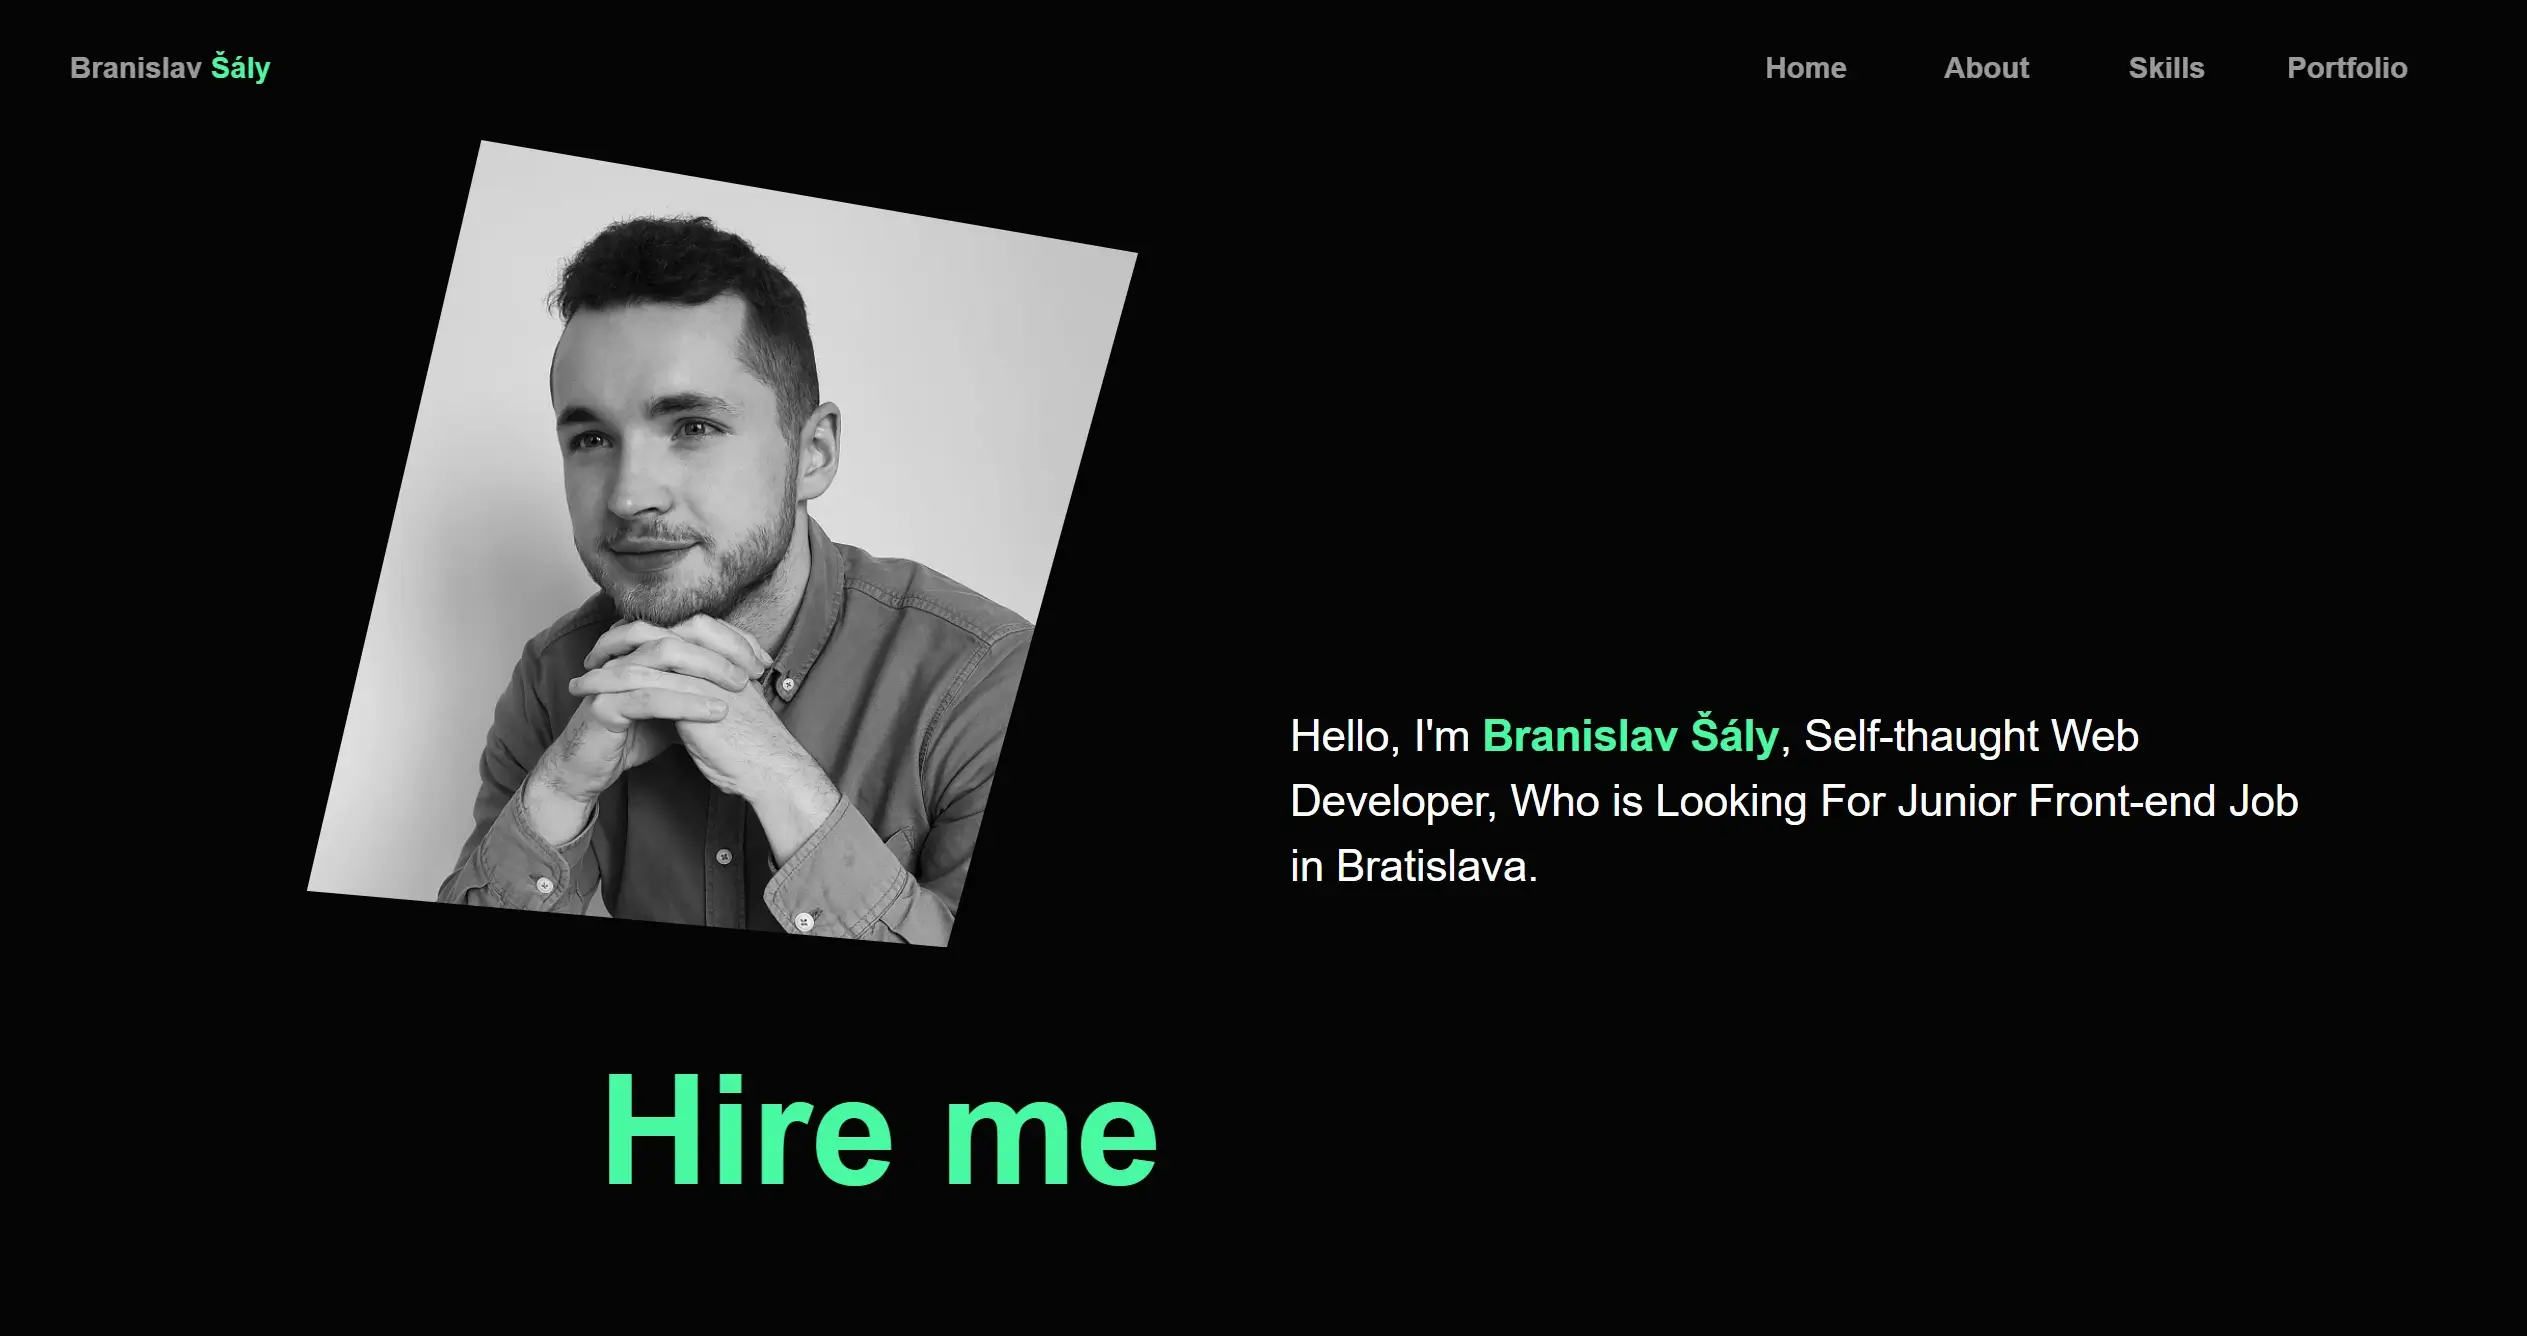 Branislav Šály
Home About Skills Portfolio
Hello, I'm Branislav Šály, Self-thaught Web
Developer, Who is Looking For Junior Front-end Job
in Bratislava.
Hire me